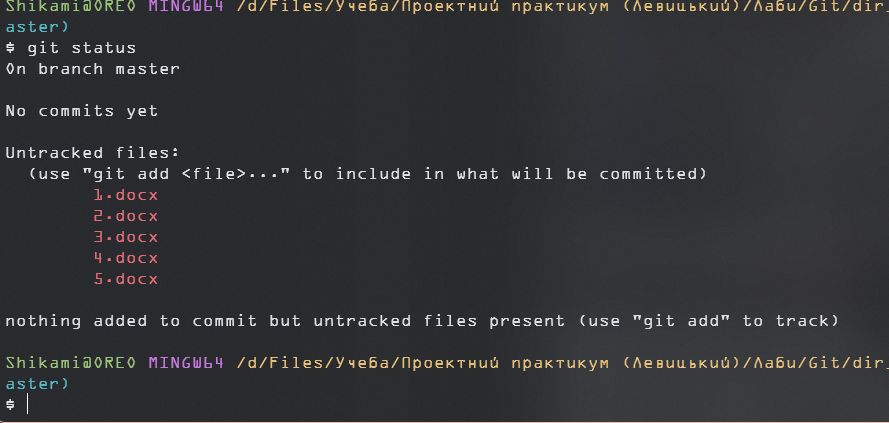 Shikami@OREO MINGW64 /d/Files/Учеба/Проектний практикум (Левицький)/Лаби/Git/dir_
aster)
$ git status
On branch master
No commits yet
Untracked files:
(use "git add <file>..." to include in what will be committed)
1.docx
2.docx
3.docx
4.docx
5.docx
nothing added to commit but untracked files present (use "git add" to track)
Shikami@OREO MINGW64 /d/Files/Учеба/Проектний практикум (Левицький)/Лаби/Git/dir_
aster)
$